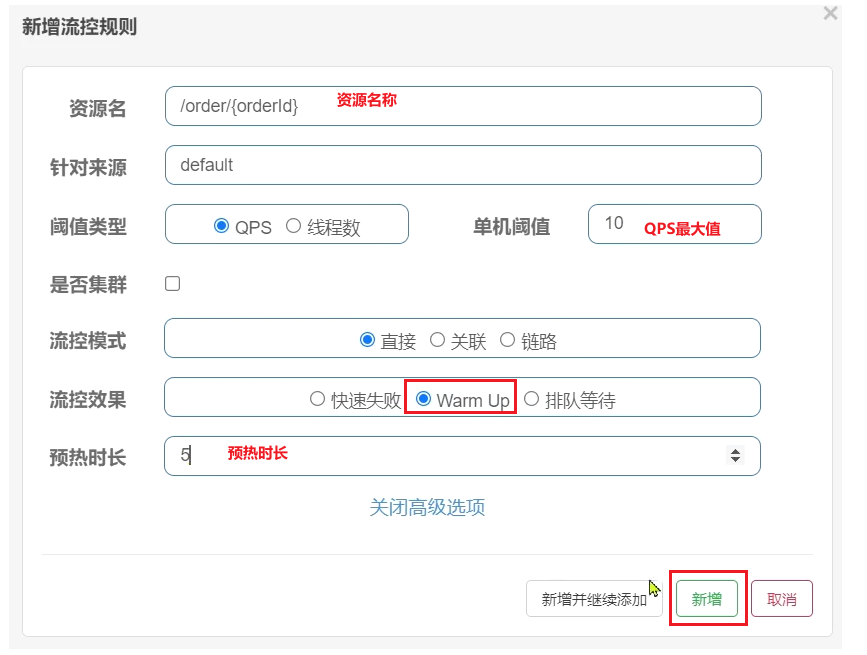 新增流控规则
资源名 /order/{orderId} 资源名称
针对来源 default
阈值类型 QPS 线程数 单机阈值 10 QPS最大值
是否集群
流控模式 直接 关联 链路
流控效果 快速失败 Warm Up 排队等待
预热时长 5 预热时长
关闭高级选项
新增并继续添加 新增 取消